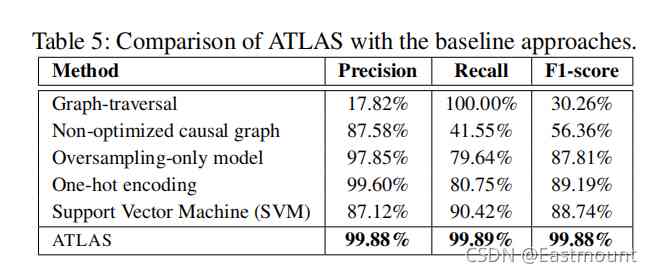 Table 5: Comparison of ATLAS with the baseline approaches.
Method Precision Recall F1-score
Graph-traversal 17.82% 100.00% 30.26%
Non-optimized causal graph 87.58% 41.55% 56.36%
Oversampling-only model 97.85% 79.64% 87.81%
One-hot encoding 99.60% 80.75% 89.19%
Support Vector Machine (SVM) 87.12% 90.42% 88.74%
ATLAS 99.88% 99.89% 99.88%
CSDN @Eastmount